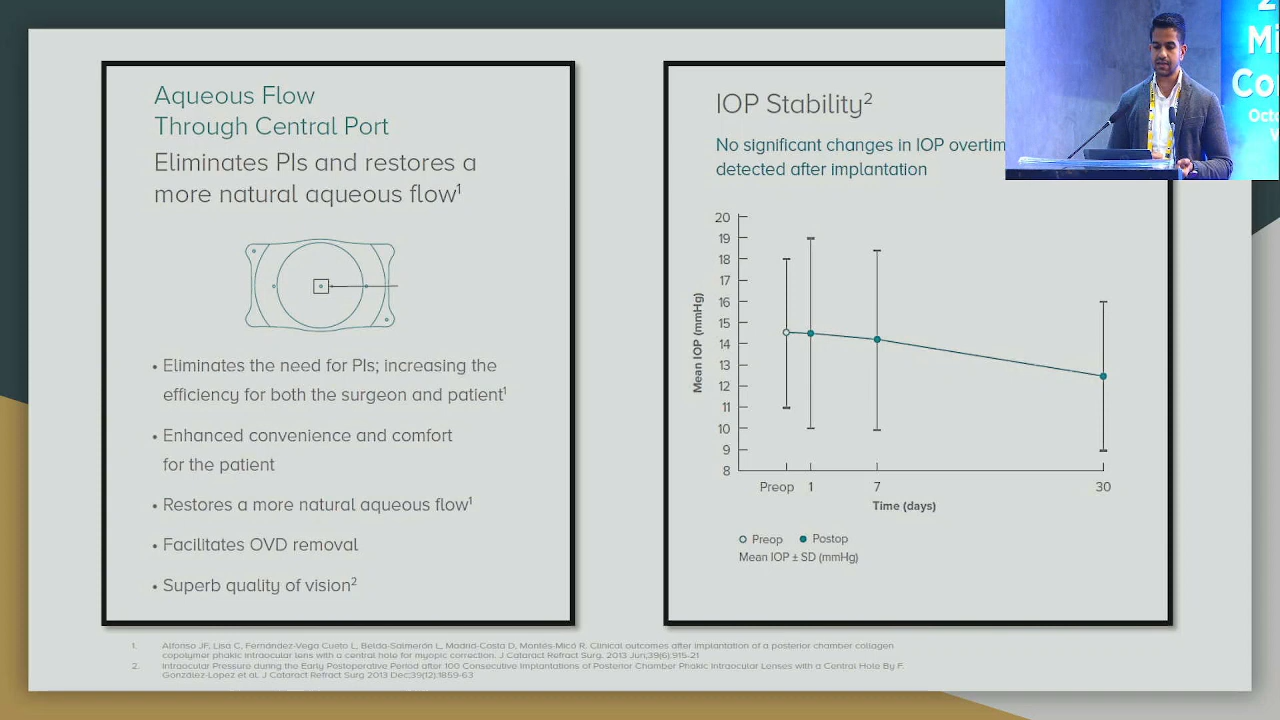 Aqueous Flow
Through Central Port
Eliminates PIs and restores a
more natural aqueous flow¹
• Eliminates the need for PIs; increasing the
efficiency for both the surgeon and patient¹
• Enhanced convenience and comfort
for the patient
• Restores a more natural aqueous flow¹
• Facilitates OVD removal
• Superb quality of vision²
IOP Stability²
No significant changes in IOP overtim
detected after implantation
Mean IOP (mmHg)
20
19
18
17
16
15
14
13
12
11
10
9
8
Preop 1 7 30
Time (days)
Preop Postop
Mean IOP ± SD (mmHg)
1. Alfonso JF, Lisa C, Fernández-Vega Cueto L, Belda-Salmerón L, Madrid-Costa D, Montés-Micó R. Clinical outcomes after implantation of a posterior chamber collagen
copolymer phakic intraocular lens with a central hole for myopic correction. J Cataract Refract Surg. 2013 Jun;39(6):915-21
2. Intraocular Pressure during the Early Postoperative Period after 100 Consecutive Implantations of Posterior Chamber Phakic Intraocular Lenses with a Central Hole By F.
González-Lopez et al. J Cataract Refract Surg 2013 Dec;39(12):1859-63
2
Mi
Co
Octo
V